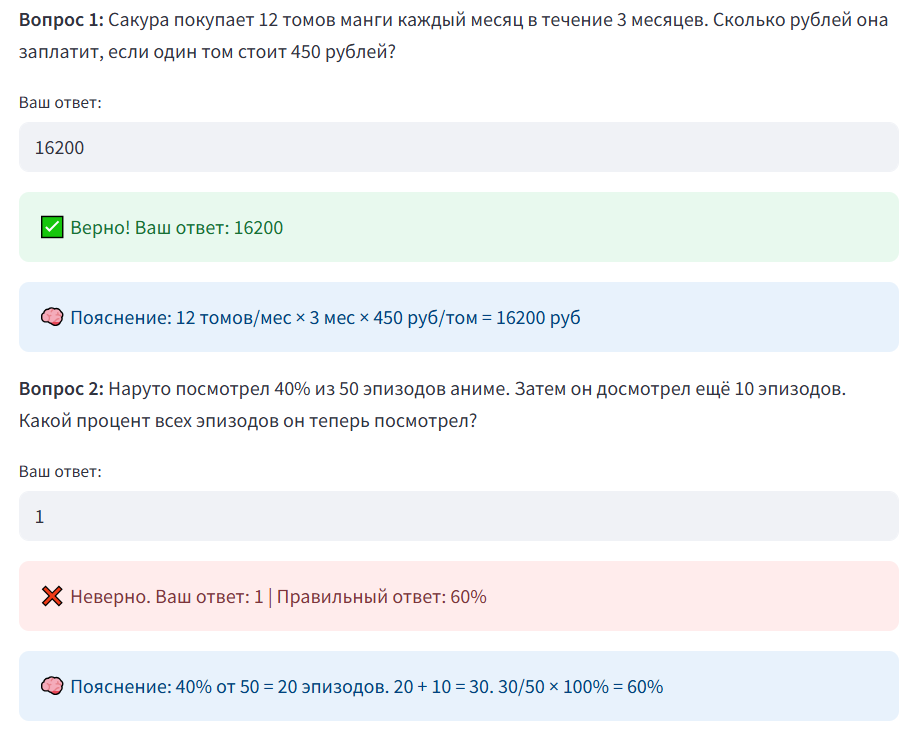 Вопрос 1: Сакура покупает 12 томов манги каждый месяц в течение 3 месяцев. Сколько рублей она
заплатит, если один том стоит 450 рублей?
Ваш ответ:
16200
✅ Верно! Ваш ответ: 16200
🧠 Пояснение: 12 томов/мес × 3 мес × 450 руб/том = 16200 руб
Вопрос 2: Наруто посмотрел 40% из 50 эпизодов аниме. Затем он досмотрел ещё 10 эпизодов.
Какой процент всех эпизодов он теперь посмотрел?
Ваш ответ:
1
❌ Неверно. Ваш ответ: 1 | Правильный ответ: 60%
🧠 Пояснение: 40% от 50 = 20 эпизодов. 20 + 10 = 30. 30/50 × 100% = 60%